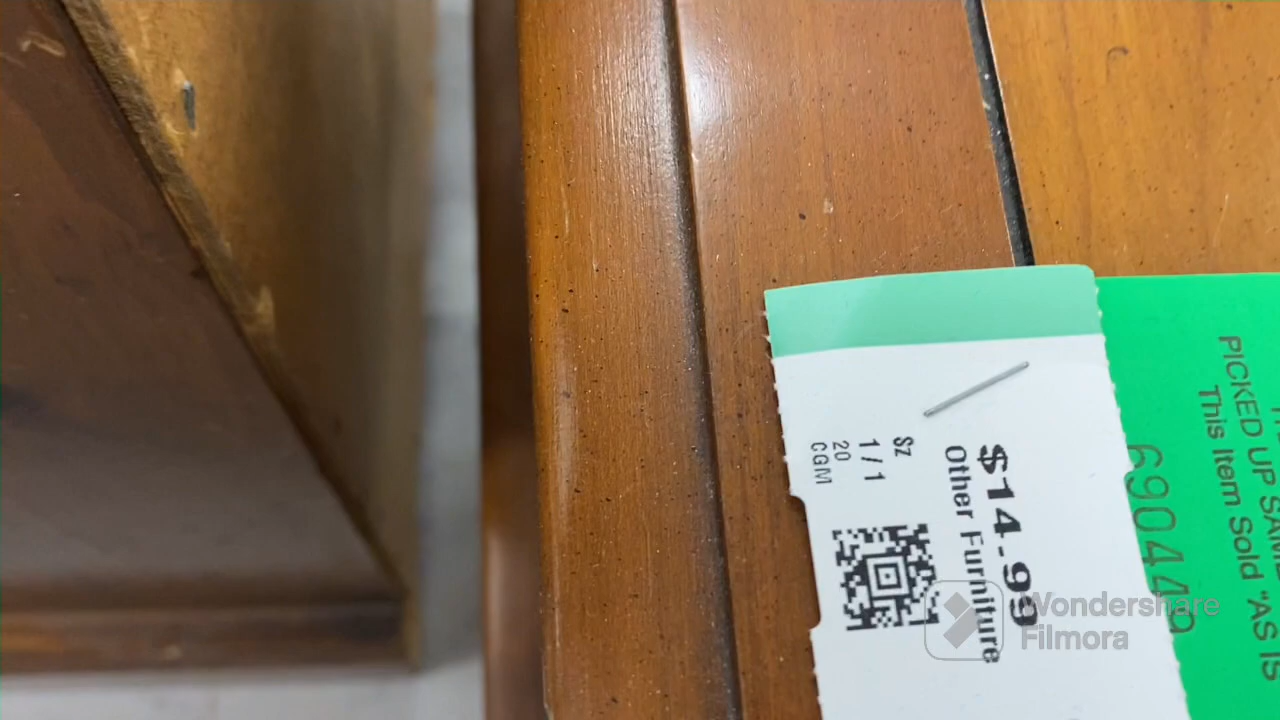 $14.99
Other Furniture
Sz
1 / 1
20
CGM
690449
PICKED UP SAME
This Item Sold "AS IS
Wondershare
Filmora